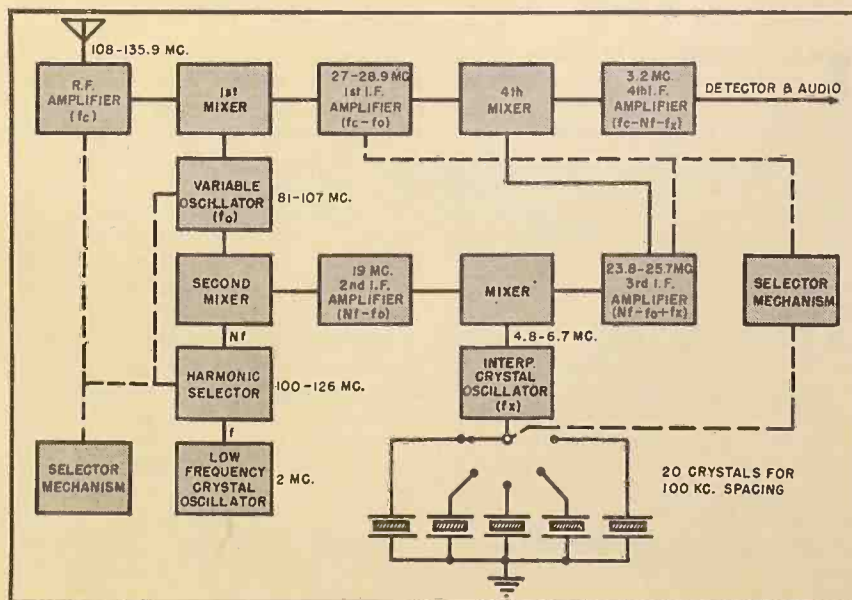 108-135.9 MC.
R.F.
AMPLIFIER
(fc)
1st
MIXER
27-28.9 MC.
1st I.F.
AMPLIFIER
(fc-fo)
4th
MIXER
3.2 MC.
4th I.F.
AMPLIFIER
(fc-Nf-fx)
DETECTOR & AUDIO
VARIABLE
OSCILLATOR
(fo)
81-107 MC.
SECOND
MIXER
19 MC.
2nd I.F.
AMPLIFIER
(Nf-fo)
MIXER
23.8-25.7MC.
3rd I.F.
AMPLIFIER
(Nf-fo+fx)
SELECTOR
MECHANISM
Nf
4.8-6.7 MC.
HARMONIC
SELECTOR
100-126 MC.
INTERP.
CRYSTAL
OSCILLATOR
(fx)
f
SELECTOR
MECHANISM
LOW
FREQUENCY
CRYSTAL
OSCILLATOR
2 MC.
20 CRYSTALS FOR
100 KC. SPACING